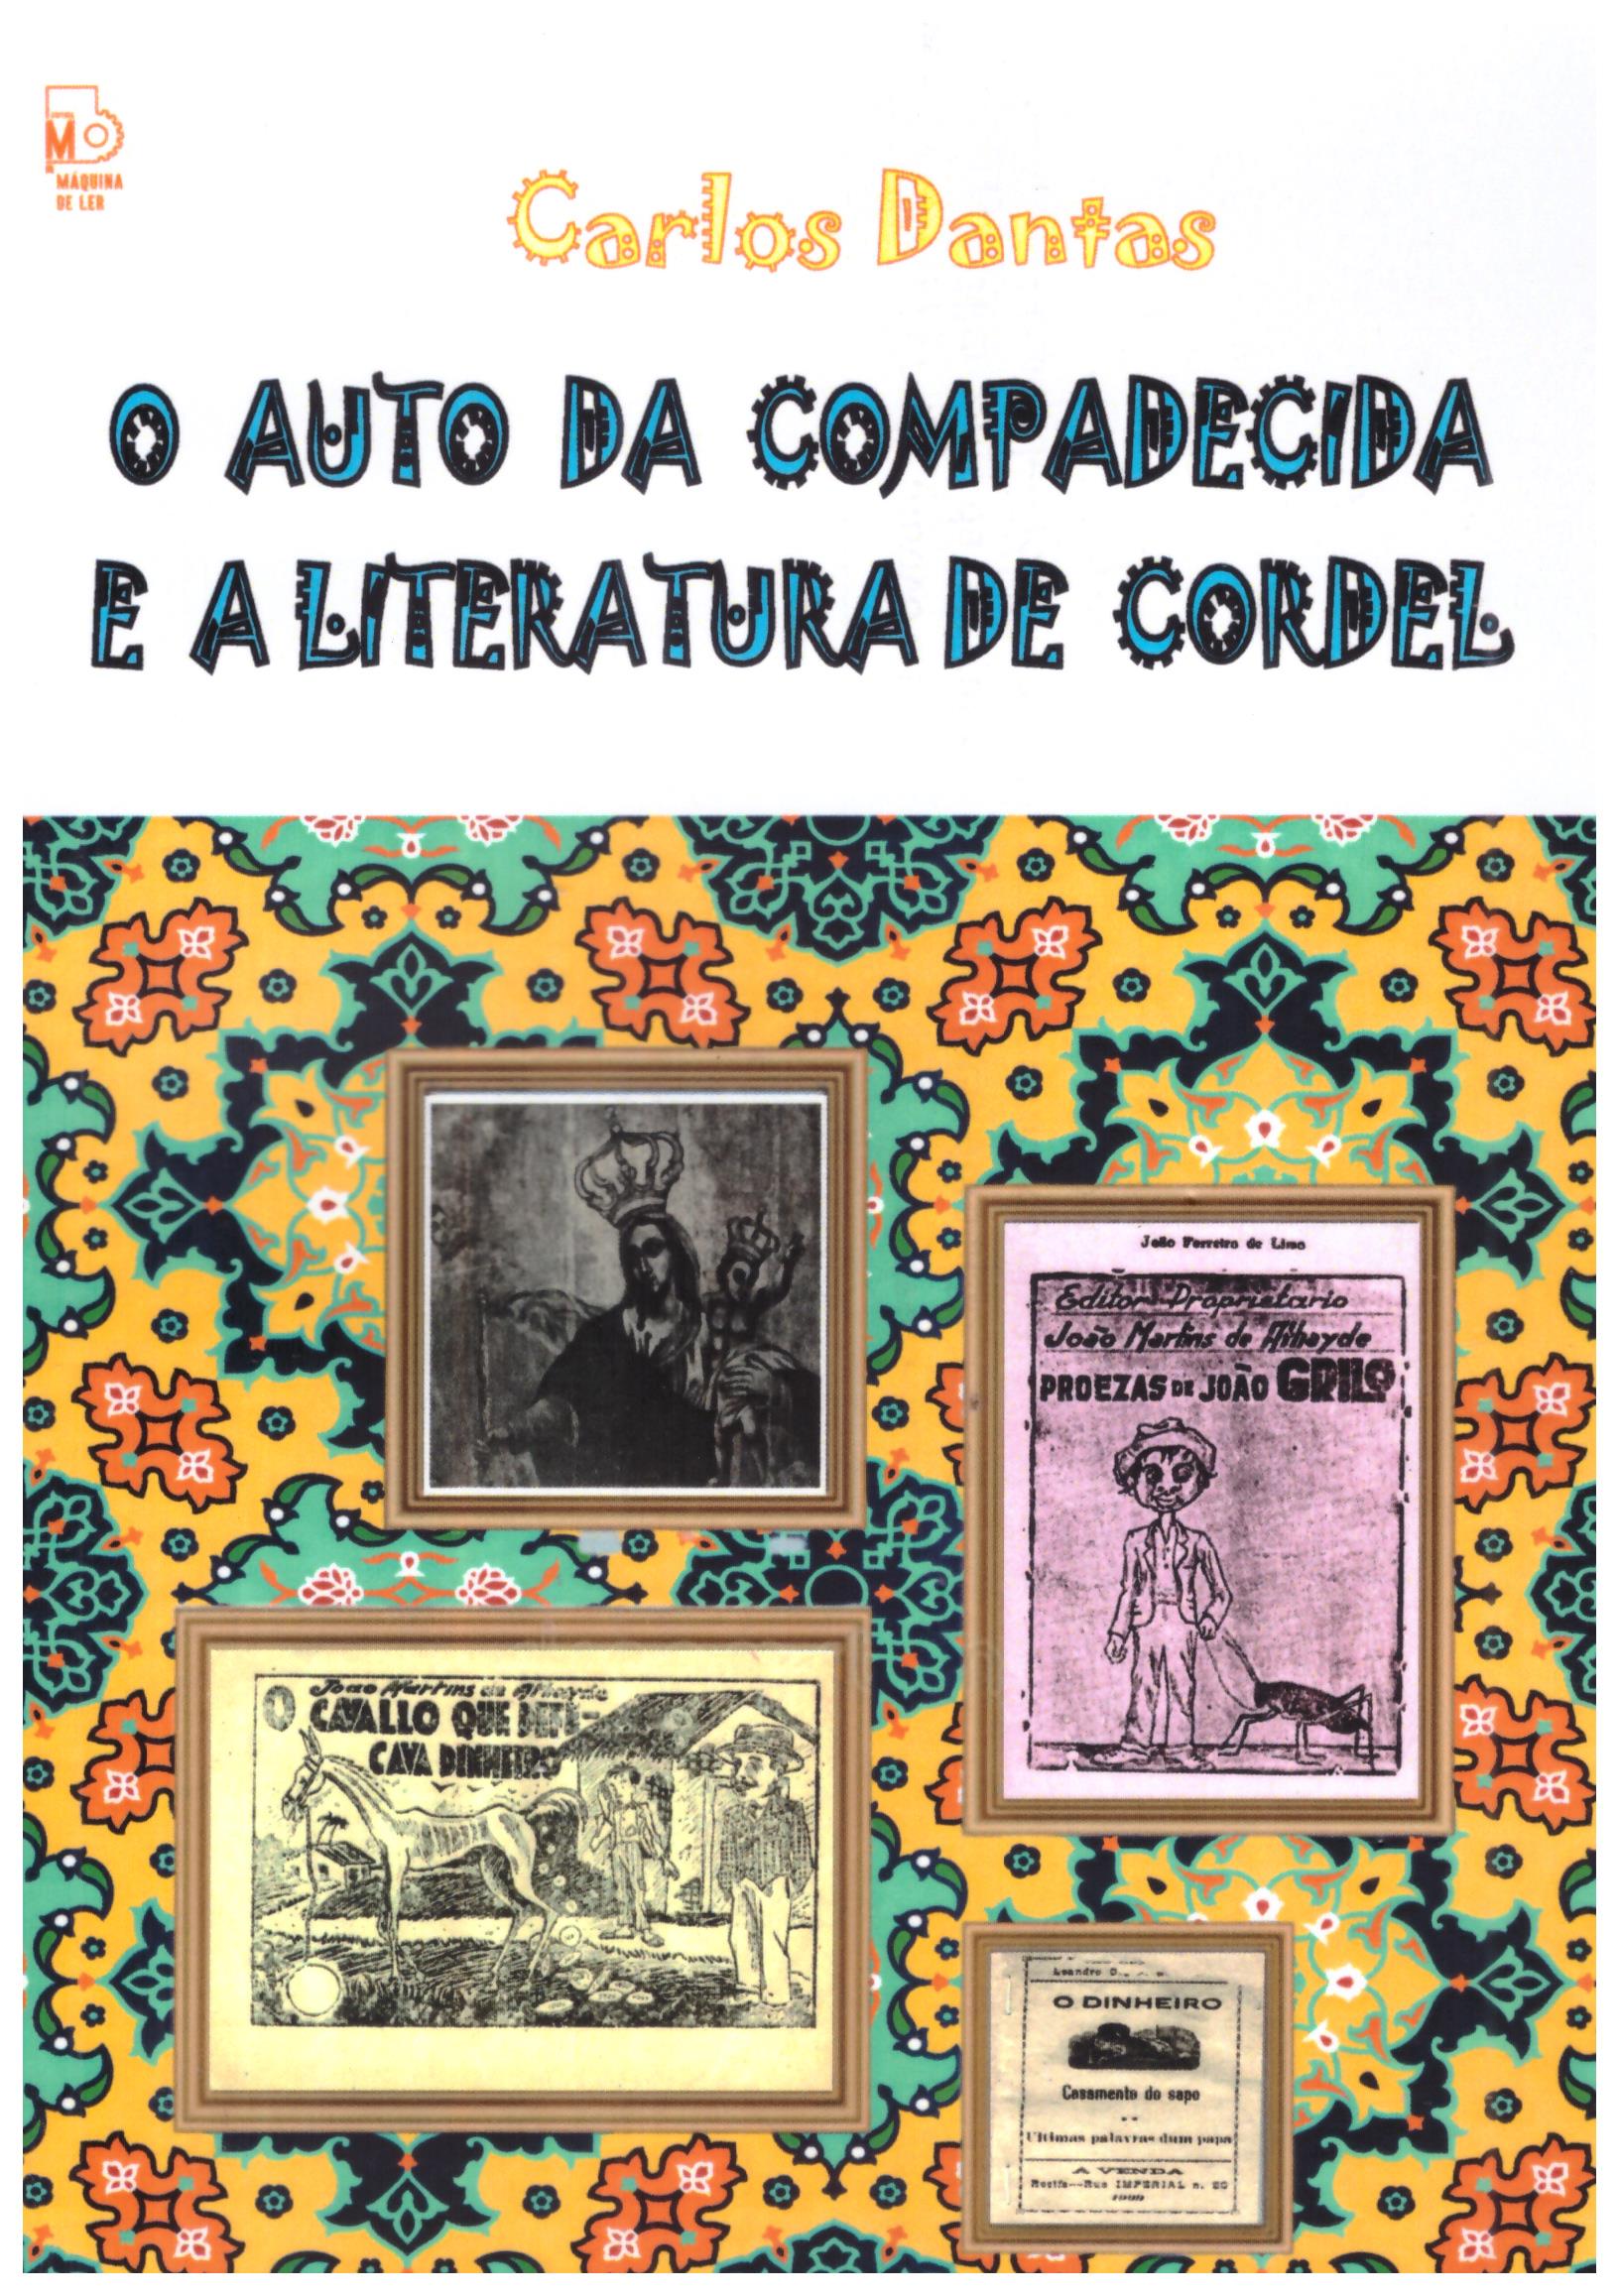 M
MÁQUINA
DE LER
Carlos Dantas
O AUTO DA COMPADECIDA
E A LITERATURA DE CORDEL
João Ferreira de Lima
Editor Proprietario
João Martins de Athayde
PROEZAS DE JOÃO GRILO
João Martins de Athayde
O CAVALLO QUE DEFE-
CAVA DINHEIRO
Leandro
O DINHEIRO
Casamento do sapo
Ultimas palavras dum papa
A VENDA
Recife--Rua IMPERIAL n.
1909